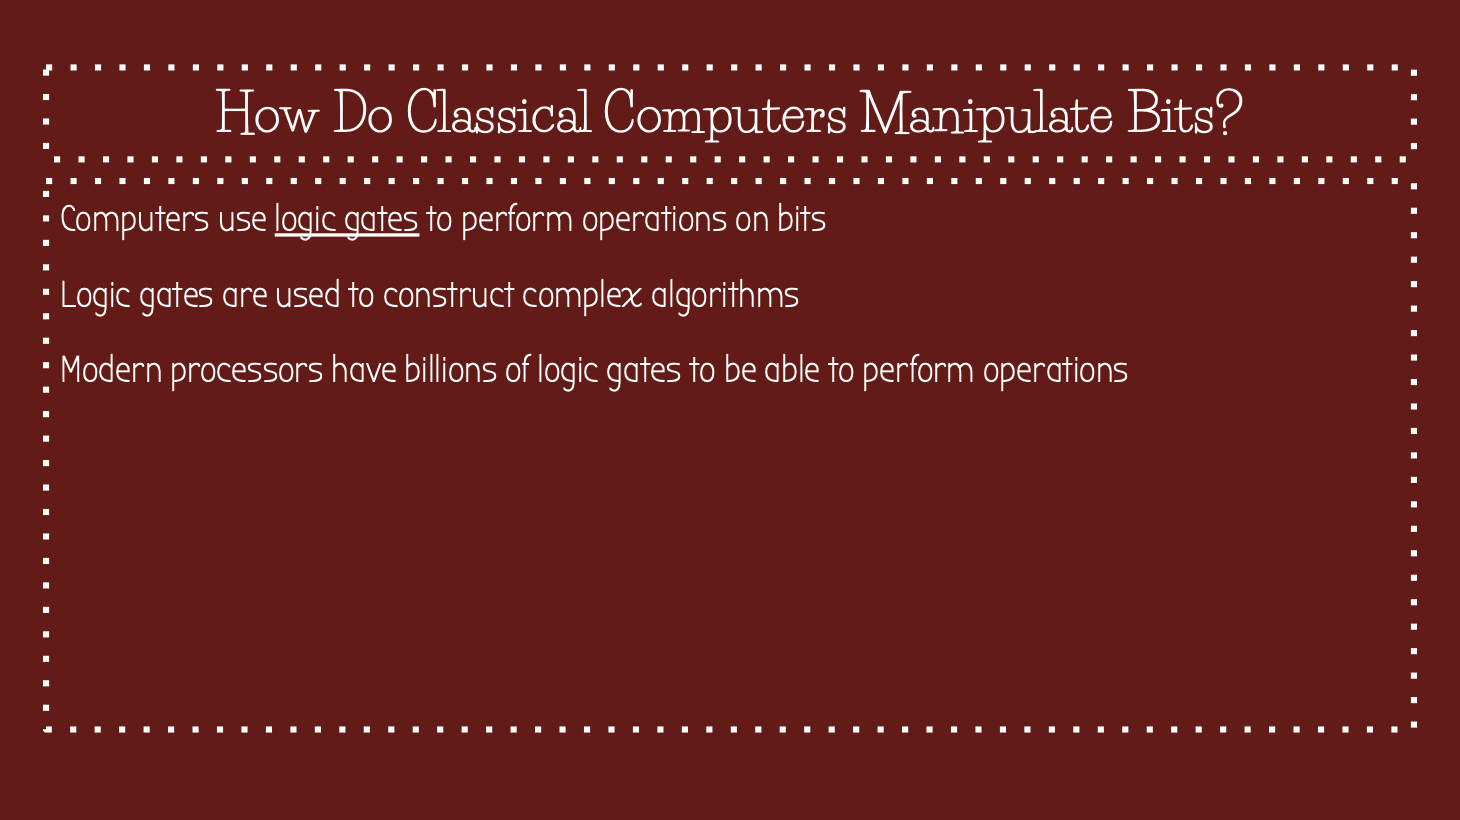 How Do Classical Computers Manipulate Bits?
Computers use logic gates to perform operations on bits
Logic gates are used to construct complex algorithms
Modern processors have billions of logic gates to be able to perform operations